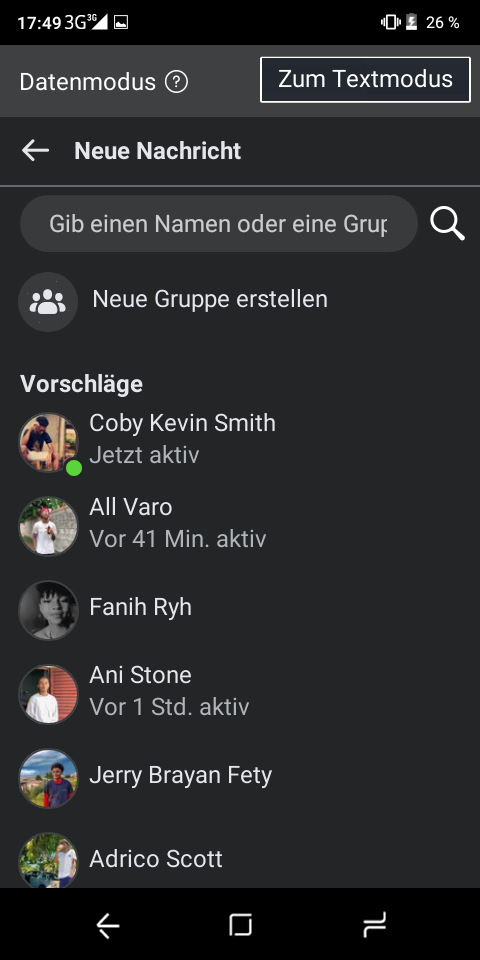 17:49 3G 3G 26 %
Datenmodus ? Zum Textmodus
Neue Nachricht
Gib einen Namen oder eine Grup
Neue Gruppe erstellen
Vorschläge
Coby Kevin Smith
Jetzt aktiv
All Varo
Vor 41 Min. aktiv
Fanih Ryh
Ani Stone
Vor 1 Std. aktiv
Jerry Brayan Fety
Adrico Scott